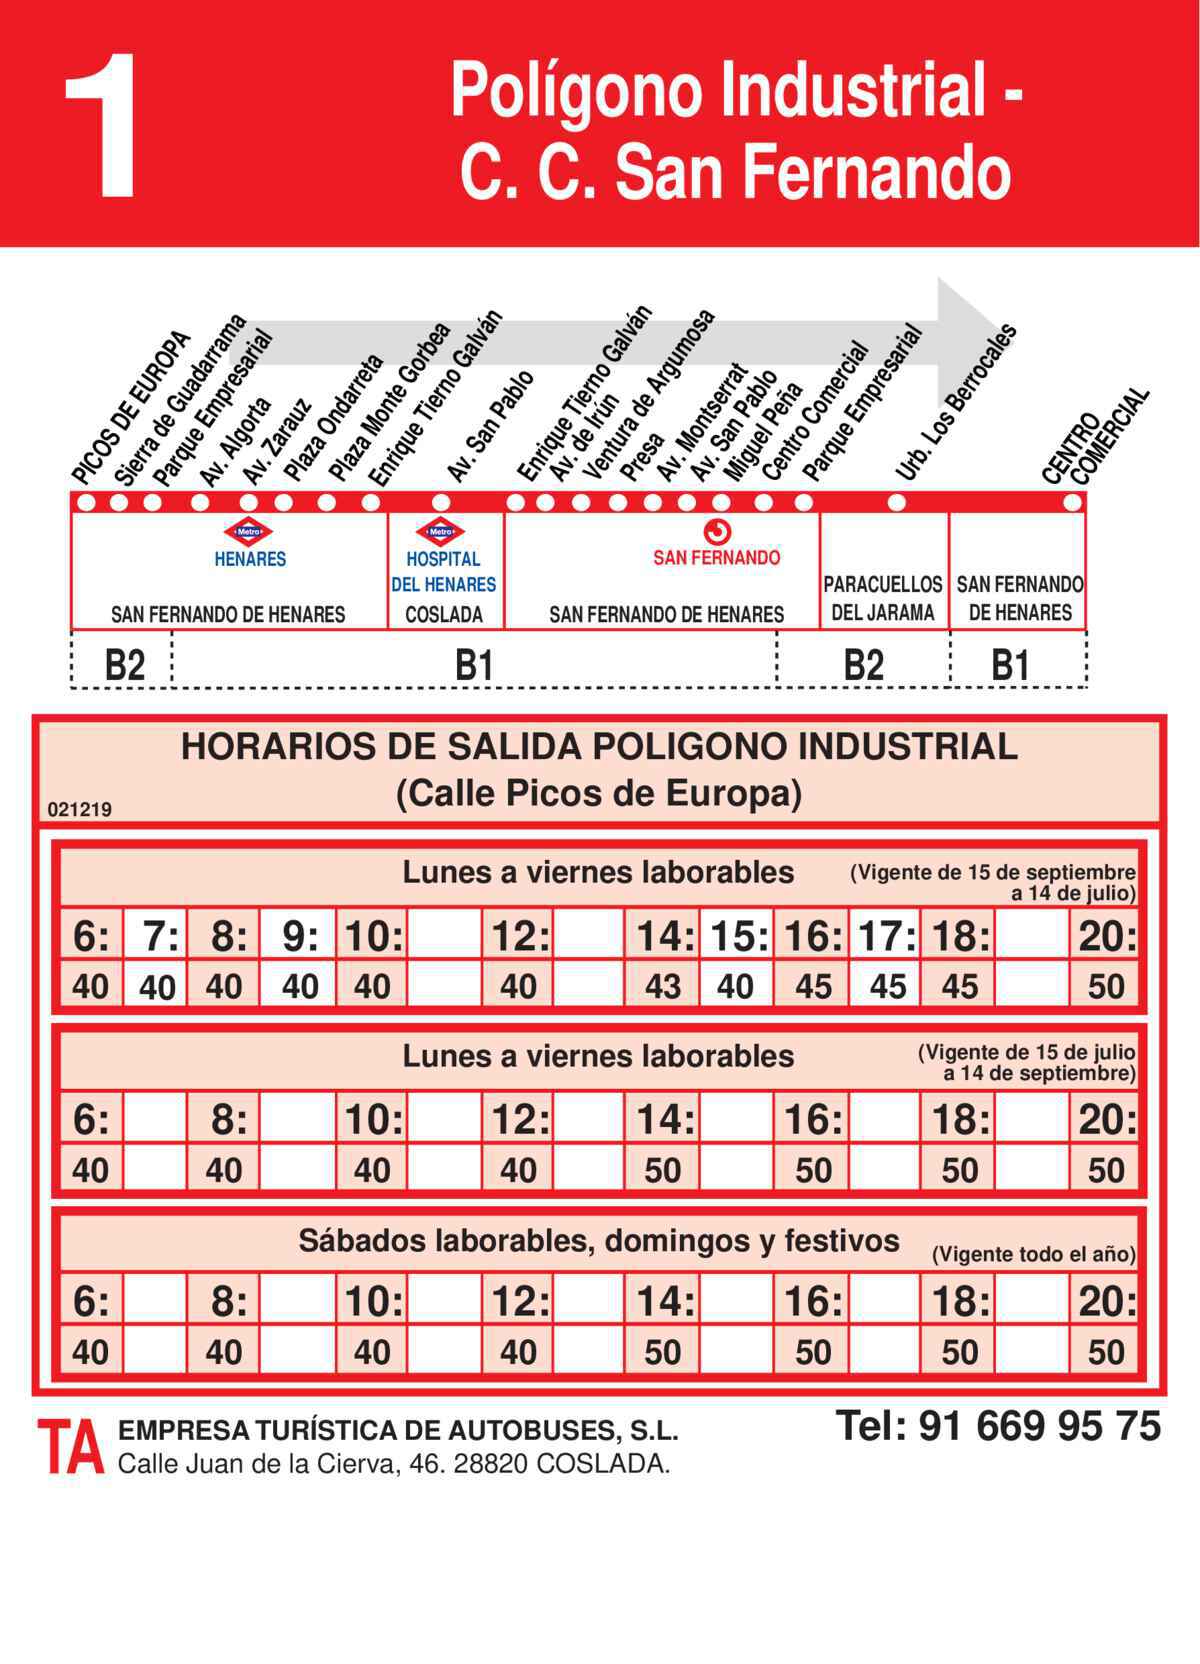 1
Polígono Industrial -
C. C. San Fernando
PICOS DE EUROPA
Sierra de Guadarrama
Parque Empresarial
Av. Algorta
Av. Zarauz
Plaza Ondarreta
Plaza Monte Gorbea
Enrique Tierno Galván
Av. San Pablo
Enrique Tierno Galván
Av. de Irún
Ventura de Argumosa
Presa
Av. Montserrat
Av. San Pablo
Miguel Peña
Centro Comercial
Parque Empresarial
Urb. Los Berrocales
CENTRO
COMERCIAL
Metro
HENARES
SAN FERNANDO DE HENARES
Metro
HOSPITAL
DEL HENARES
COSLADA
SAN FERNANDO
SAN FERNANDO DE HENARES
PARACUELLOS
DEL JARAMA
SAN FERNANDO
DE HENARES
B2 B1 B2 B1
HORARIOS DE SALIDA POLIGONO INDUSTRIAL
(Calle Picos de Europa)
021219
Lunes a viernes laborables
(Vigente de 15 de septiembre
a 14 de julio)
6: 7: 8: 9: 10: 12: 14: 15: 16: 17: 18: 20:
40 40 40 40 40 40 43 40 45 45 45 50
Lunes a viernes laborables
(Vigente de 15 de julio
a 14 de septiembre)
6: 8: 10: 12: 14: 16: 18: 20:
40 40 40 40 50 50 50 50
Sábados laborables, domingos y festivos
(Vigente todo el año)
6: 8: 10: 12: 14: 16: 18: 20:
40 40 40 40 50 50 50 50
TA
EMPRESA TURÍSTICA DE AUTOBUSES, S.L.
Calle Juan de la Cierva, 46. 28820 COSLADA.
Tel: 91 669 95 75